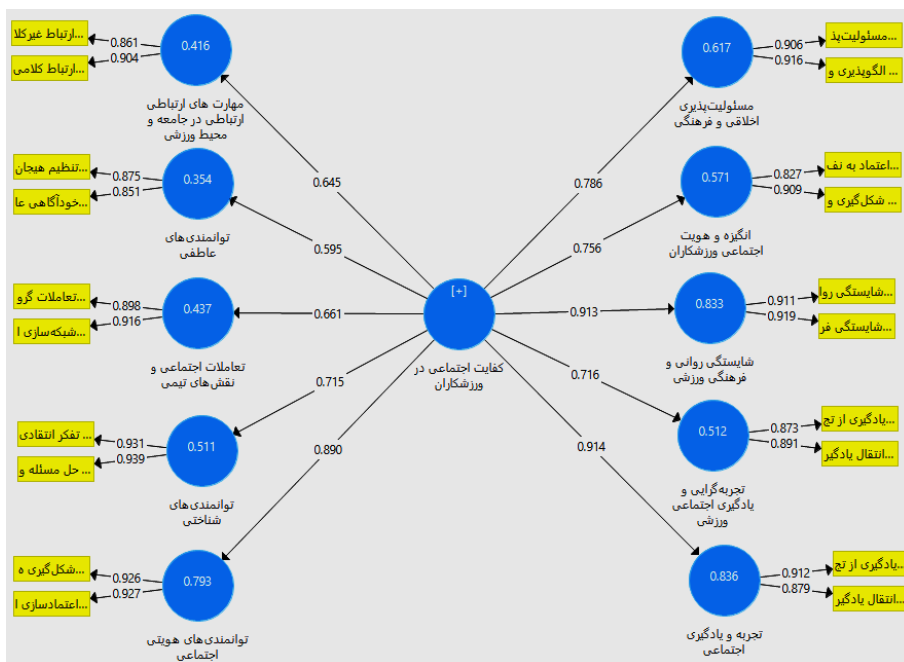 ارتباط غیرکلا...
0.861
0.904
ارتباط کلامی...
0.416
مهارت های ارتباطی
ارتباطی در جامعه و
محیط ورزشی
0.645
مسئولیت‌پذ...
0.906
0.916
الگوپذیری و ...
0.617
مسئولیت‌پذیری
اخلاقی و فرهنگی
0.786
تنظیم هیجان...
0.875
0.851
خودآگاهی عا...
0.354
توانمندی‌های
عاطفی
0.595
اعتماد به نف...
0.827
0.909
شکل‌گیری و ...
0.571
انگیزه و هویت
اجتماعی ورزشکاران
0.756
تعاملات گرو...
0.898
0.916
شبکه‌سازی ا...
0.437
تعاملات اجتماعی و
نقش‌های تیمی
0.661
[+]
کفایت اجتماعی در
ورزشکاران
0.913
شایستگی روا...
0.911
0.919
شایستگی فر...
0.833
شایستگی روانی و
فرهنگی ورزشی
تفکر انتقادی ...
0.931
0.939
حل مسئله و ...
0.511
توانمندی‌های
شناختی
0.715
یادگیری از تج...
0.873
0.891
انتقال یادگیر...
0.512
تجربه‌گرایی و
یادگیری اجتماعی
ورزشی
0.716
شکل‌گیری ه...
0.926
0.927
اعتمادسازی ا...
0.793
توانمندی‌های هویتی
اجتماعی
0.890
یادگیری از تج...
0.912
0.879
انتقال یادگیر...
0.836
تجربه و یادگیری
اجتماعی
0.914